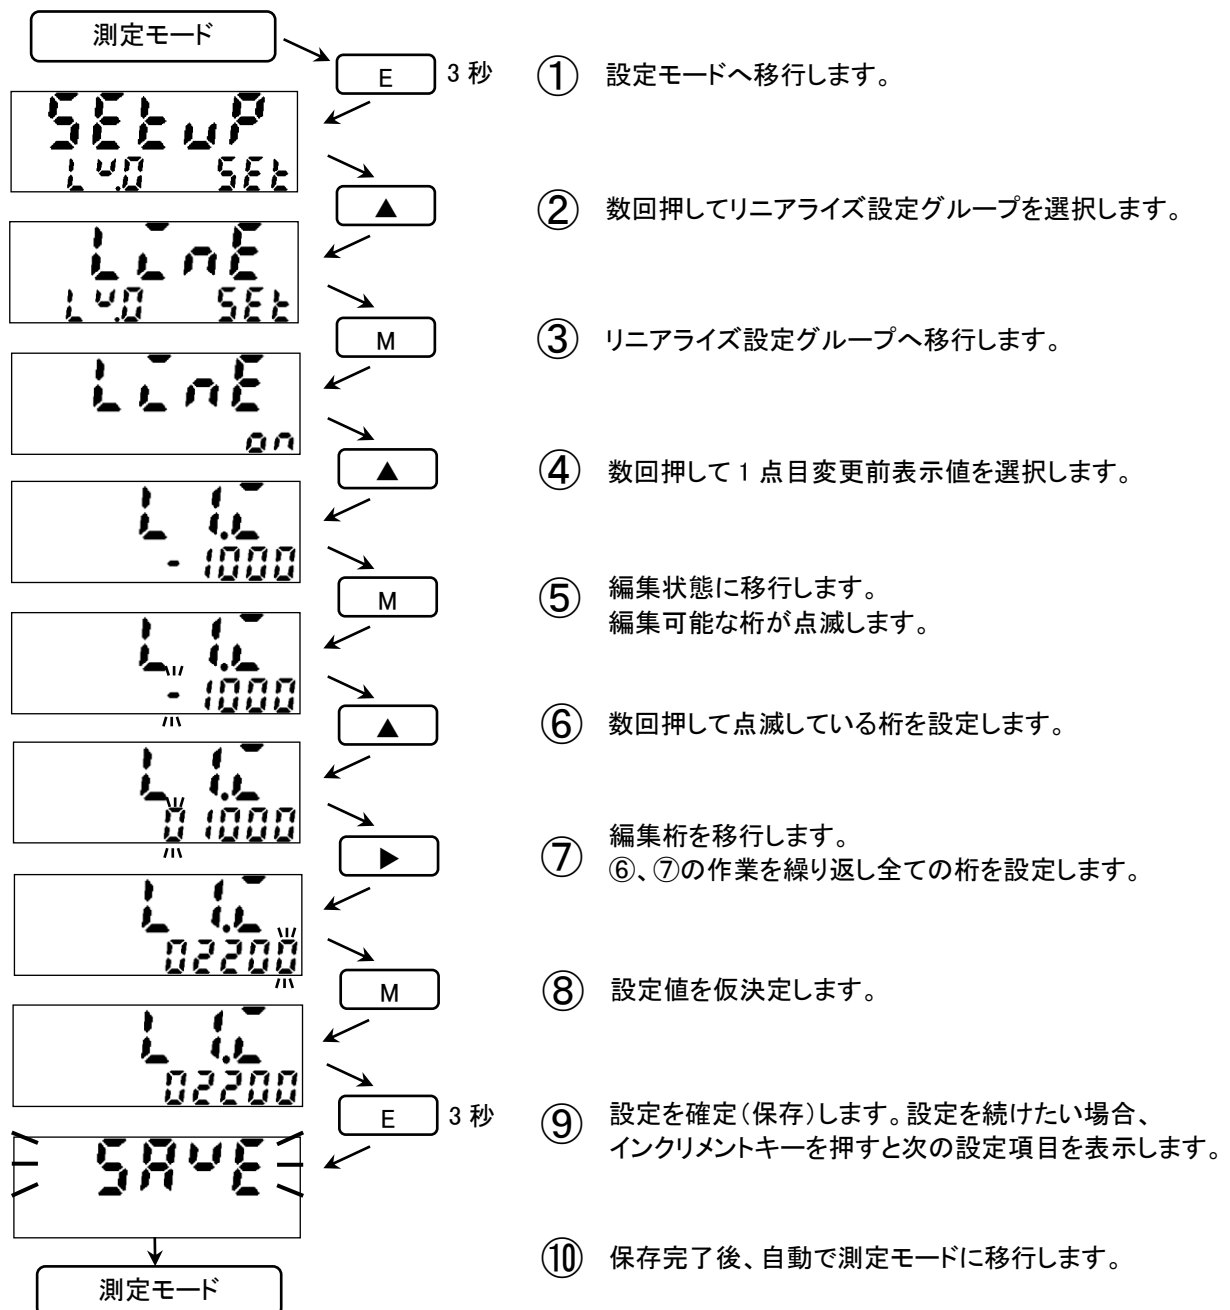 測定モード
E 3 秒 ① 設定モードへ移行します。
SEtuP
Lv.0 SEt
▲ ② 数回押してリニアライズ設定グループを選択します。
LinE
Lv.0 SEt
M ③ リニアライズ設定グループへ移行します。
LinE
on
▲ ④ 数回押して 1 点目変更前表示値を選択します。
L 1.i
- 1000
M ⑤ 編集状態に移行します。
編集可能な桁が点滅します。
L 1.i
- 1000
▲ ⑥ 数回押して点滅している桁を設定します。
L 1.i
01000
▶ ⑦ 編集桁を移行します。
⑥、⑦の作業を繰り返し全ての桁を設定します。
L 1.i
02200
M ⑧ 設定値を仮決定します。
L 1.i
02200
E 3 秒 ⑨ 設定を確定(保存)します。設定を続けたい場合、
インクリメントキーを押すと次の設定項目を表示します。
SAvE
⑩ 保存完了後、自動で測定モードに移行します。
測定モード